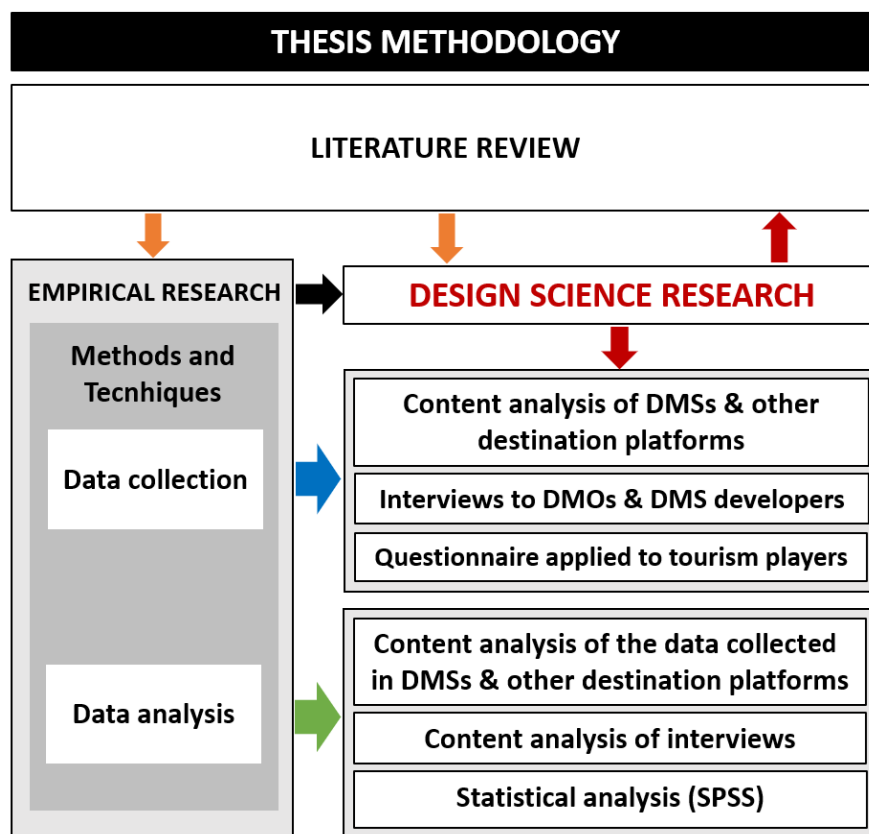 THESIS METHODOLOGY
LITERATURE REVIEW
EMPIRICAL RESEARCH
DESIGN SCIENCE RESEARCH
Methods and
Tecnhiques
Data collection
Content analysis of DMSs & other
destination platforms
Interviews to DMOs & DMS developers
Questionnaire applied to tourism players
Data analysis
Content analysis of the data collected
in DMSs & other destination platforms
Content analysis of interviews
Statistical analysis (SPSS)